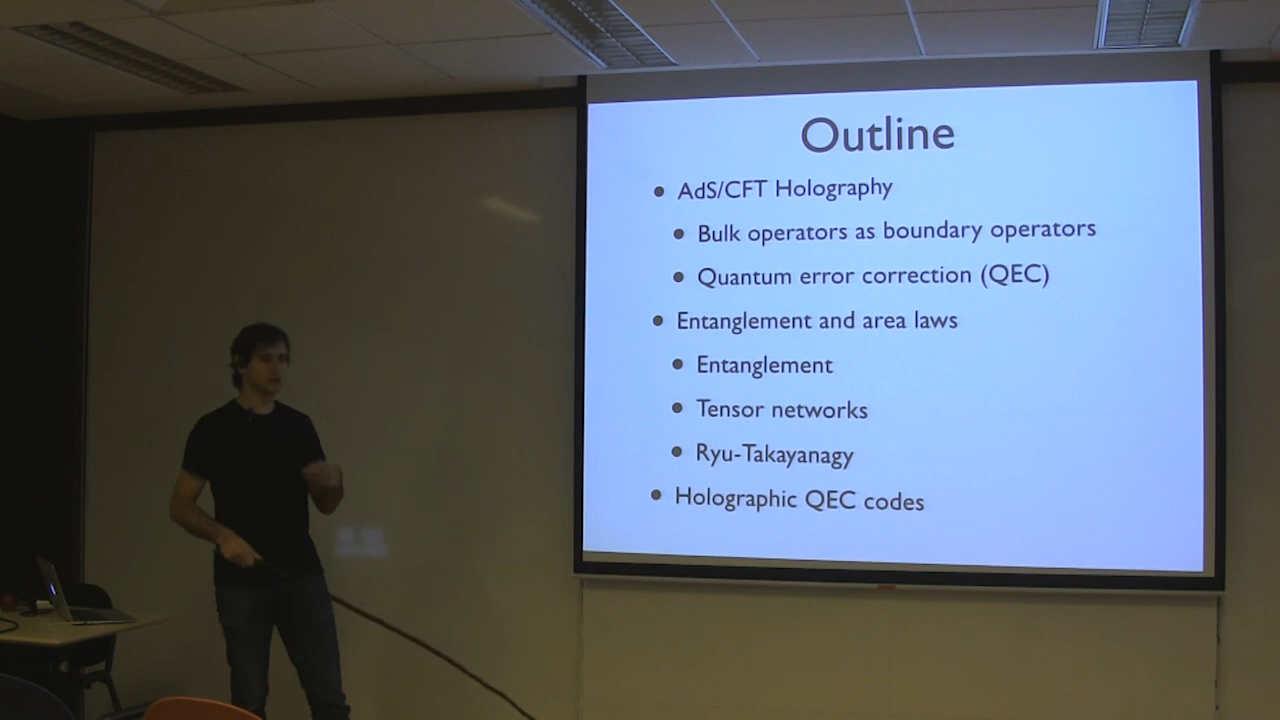 Outline
AdS/CFT Holography
Bulk operators as boundary operators
Quantum error correction (QEC)
Entanglement and area laws
Entanglement
Tensor networks
Ryu-Takayanagy
Holographic QEC codes